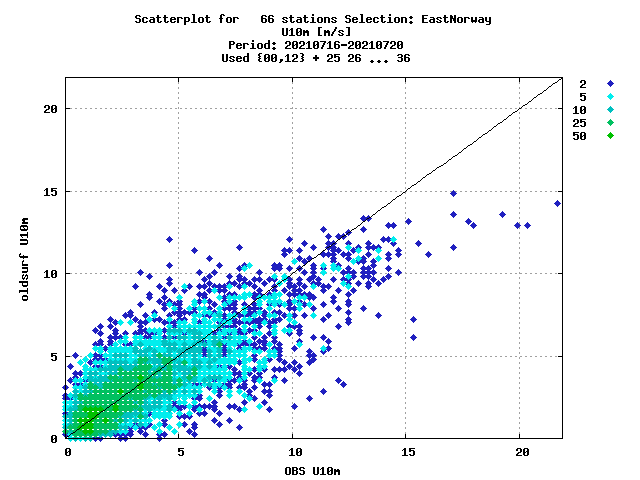 Scatterplot for   66 stations Selection: EastNorway
U10m [m/s]
Period: 20210716-20210720
Used {00,12} + 25 26 ... 36
2
5
10
25
50
20
15
10
5
0
oldsurf U10m
0 5 10 15 20
OBS U10m